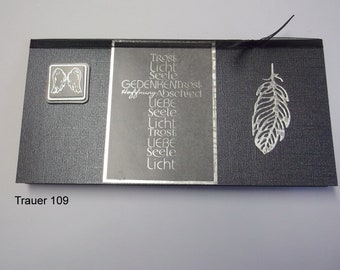 Trost
Licht
Seele
GEDENKEN Trost
Hoffnung Abschied
LIEBE
Seele
Licht
Trost
LIEBE
Seele
Licht
Trauer 109